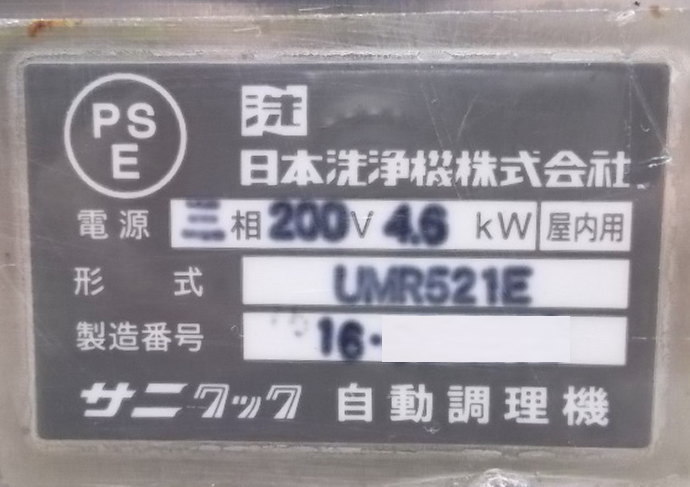 PS
E
洗
日本洗浄機株式会社
電源 三相 200V 4.6 kW 屋内用
形式 UMR521E
製造番号 16・
サニクック 自動調理機